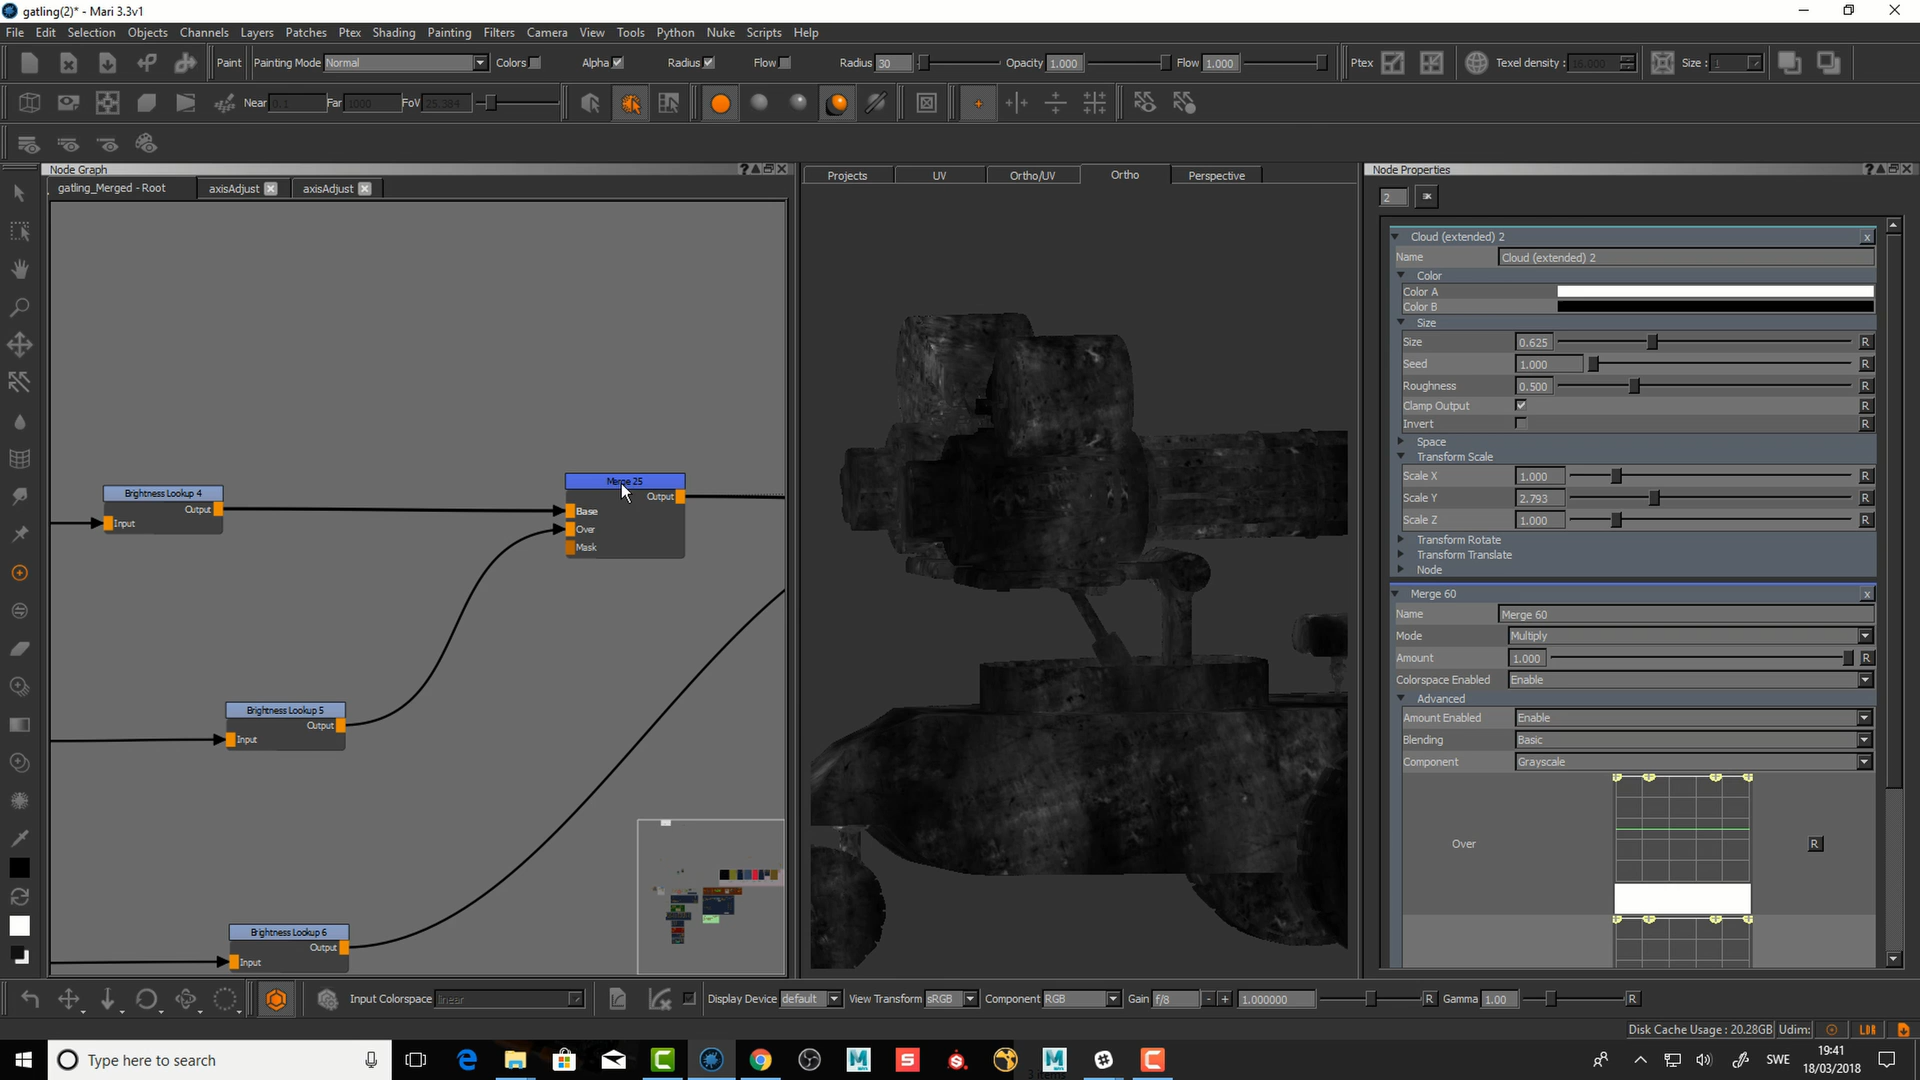 gatling(2)* - Mari 3.3v1
File Edit Selection Objects Channels Layers Patches Ptex Shading Painting Filters Camera View Tools Python Nuke Scripts Help
Paint Painting Mode Normal Colors Alpha Radius Flow Radius 30 Opacity 1.000 Flow 1.000 Ptex Texel density : 16.000 Size : 1
Near 0.1 Far 1000 FoV 25.384
Node Graph
gatling_Merged - Root axisAdjust axisAdjust
Projects UV Ortho/UV Ortho Perspective
Node Properties
2
Cloud (extended) 2
Name Cloud (extended) 2
Color
Color A
Color B
Size
Size 0.625 R
Seed 1.000 R
Roughness 0.500 R
Clamp Output R
Invert R
Space
Transform Scale
Scale X 1.000 R
Scale Y 2.793 R
Scale Z 1.000 R
Transform Rotate
Transform Translate
Node
Merge 60
Name Merge 60
Mode Multiply
Amount 1.000 R
Colorspace Enabled Enable
Advanced
Amount Enabled Enable
Blending Basic
Component Grayscale
Over R
Brightness Lookup 4
Output
Input
Merge 25
Output
Base
Over
Mask
Brightness Lookup 5
Output
Input
Brightness Lookup 6
Output
Input
Input Colorspace linear Display Device default View Transform sRGB Component RGB Gain f/8 - + 1.000000 R Gamma 1.00 R
Disk Cache Usage : 20.28GB Udim: LDR
Type here to search
SWE
19:41
18/03/2018